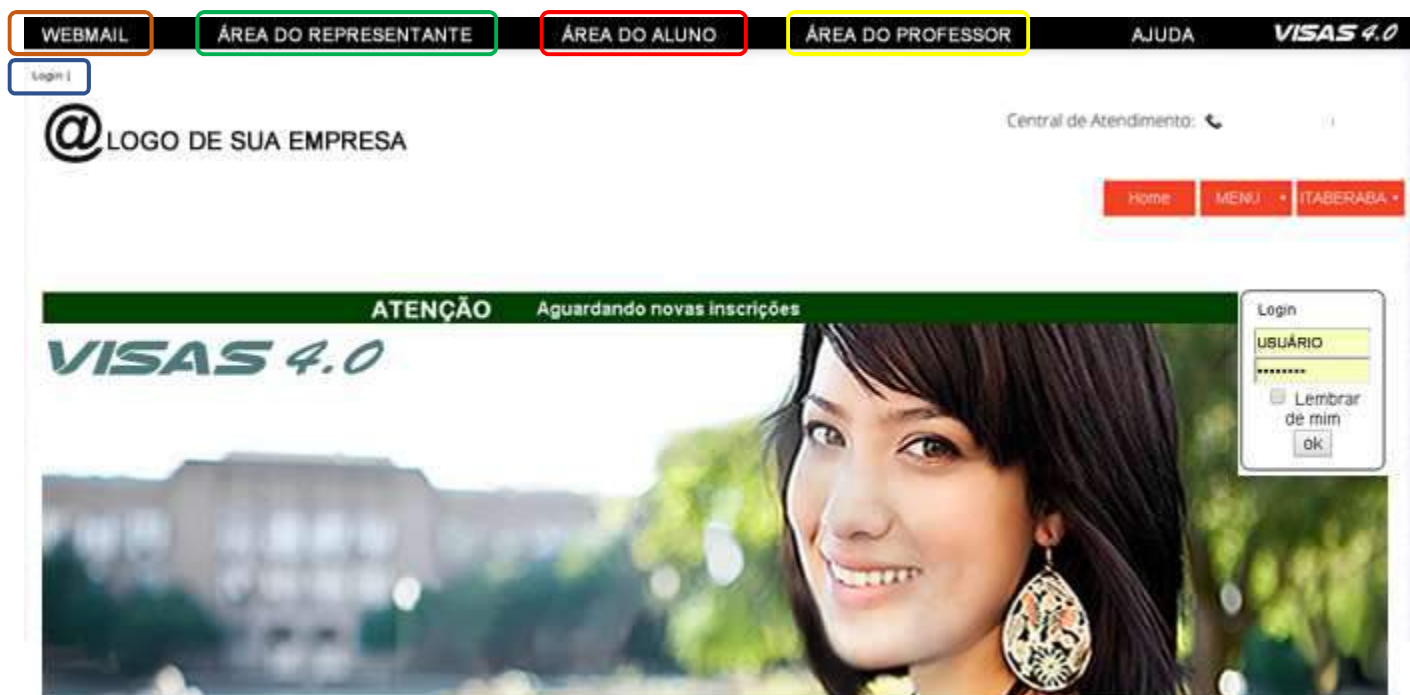 WEBMAIL ÁREA DO REPRESENTANTE ÁREA DO ALUNO ÁREA DO PROFESSOR AJUDA VISAS 4.0
Login |
@LOGO DE SUA EMPRESA
Central de Atendimento:
Home MENU ITABERABA
ATENÇÃO Aguardando novas inscrições
VISAS 4.0
Login
USUÁRIO
••••••••
Lembrar
de mim
ok